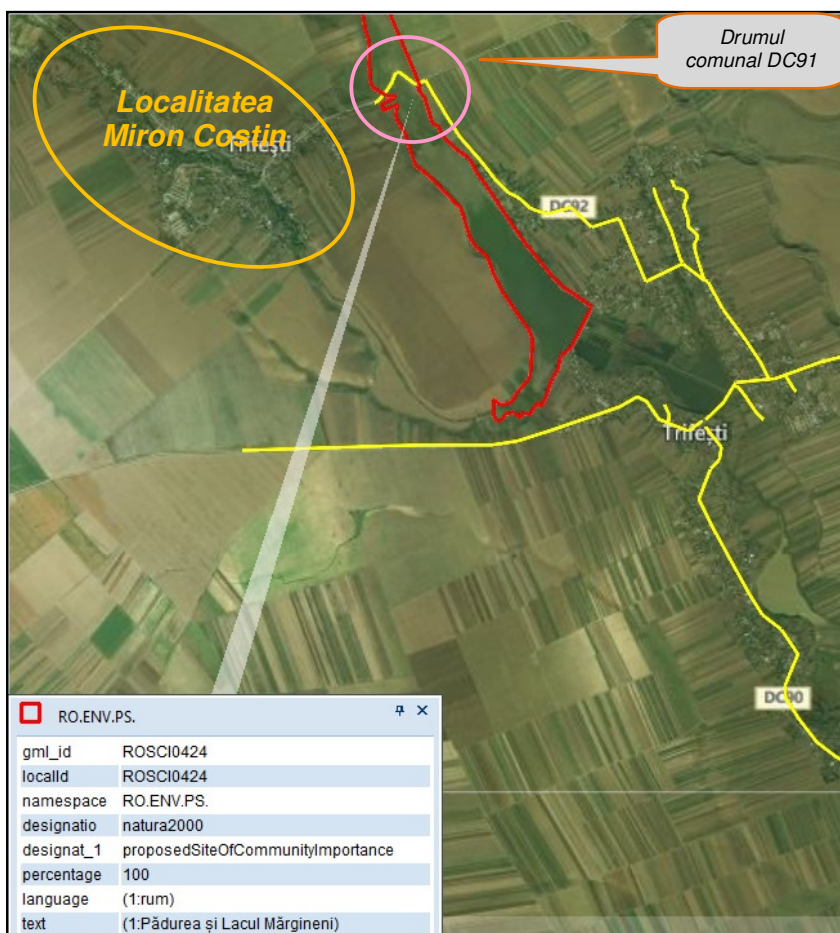 Drumul
comunal DC91
Localitatea
Miron Costin
Trifești
DC92
Trifești
DC90
RO.ENV.PS.
gml_id ROSCI0424
localId ROSCI0424
namespace RO.ENV.PS.
designatio natura2000
designat_1 proposedSiteOfCommunityImportance
percentage 100
language (1:rum)
text (1:Pădurea și Lacul Mărgineni)